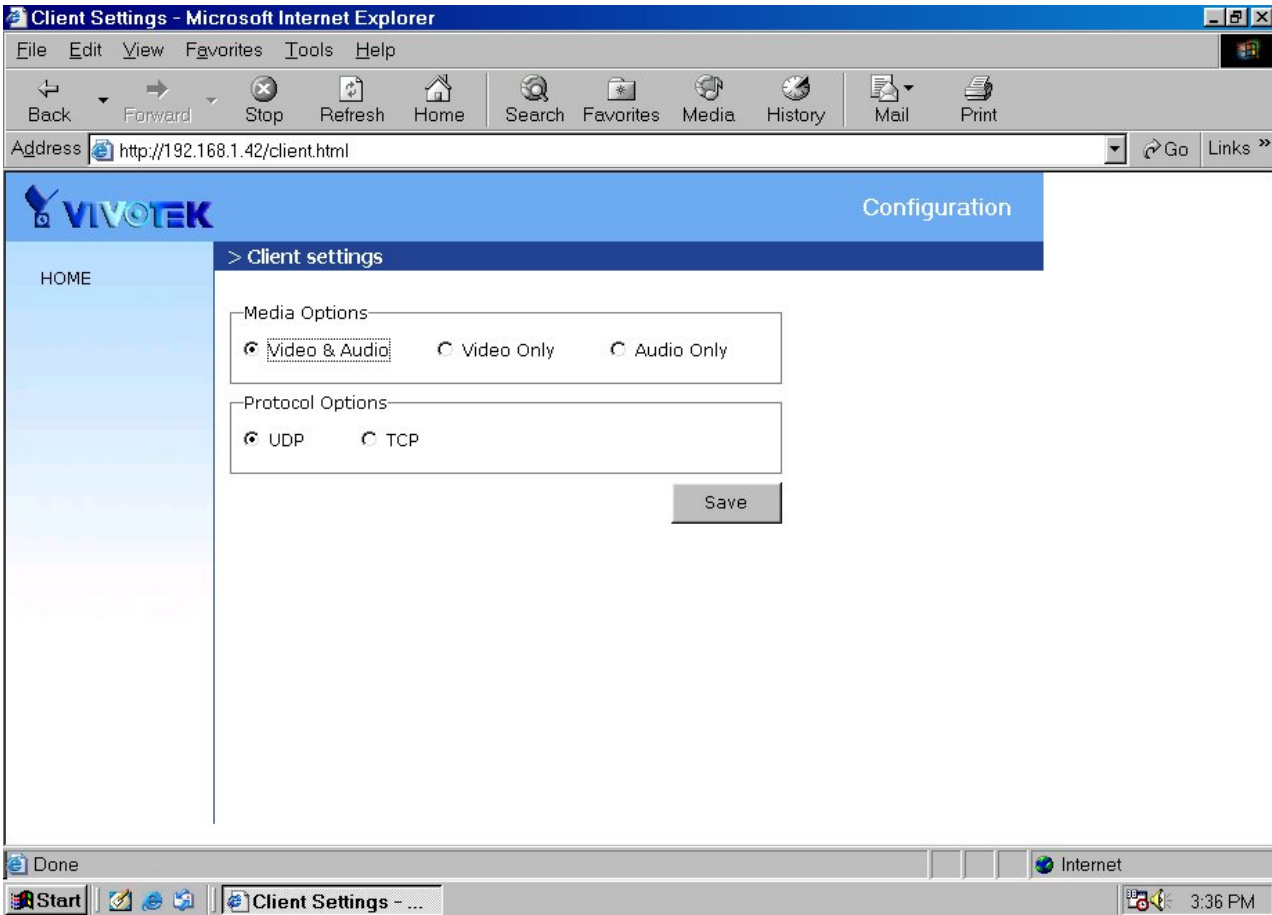 Client Settings - Microsoft Internet Explorer
File Edit View Favorites Tools Help
Back Forward Stop Refresh Home Search Favorites Media History Mail Print
Address http://192.168.1.42/client.html Go Links »
VIVOTEK
Configuration
HOME
> Client settings
Media Options
Video & Audio Video Only Audio Only
Protocol Options
UDP TCP
Save
Done Internet
Start Client Settings - ... 3:36 PM